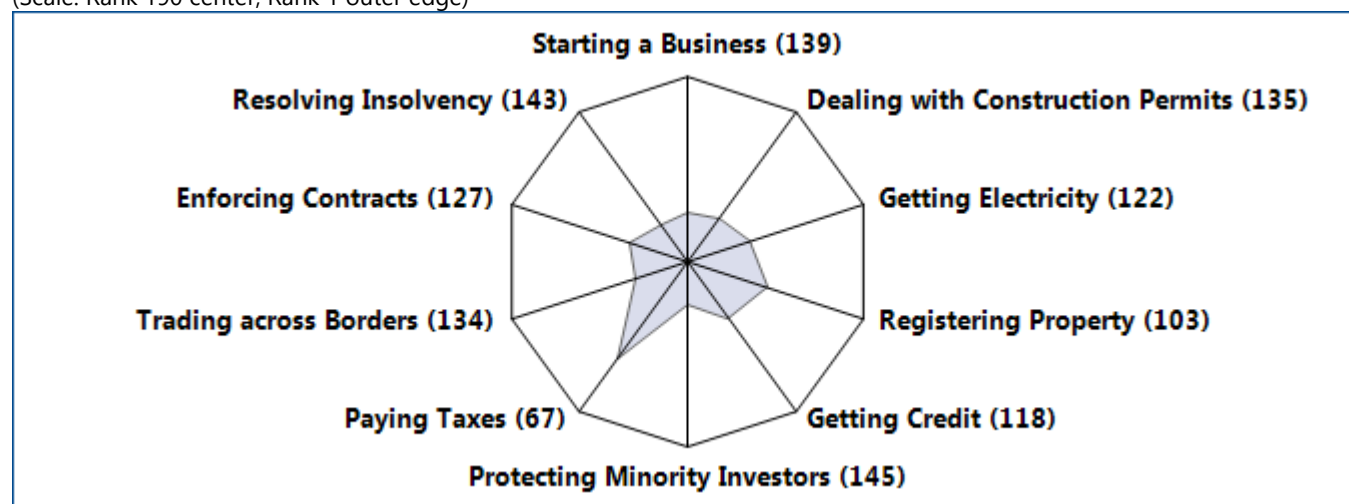 (Scale: Rank 190 center, Rank 1 outer edge)
Starting a Business (139)
Resolving Insolvency (143)
Dealing with Construction Permits (135)
Enforcing Contracts (127)
Getting Electricity (122)
Trading across Borders (134)
Registering Property (103)
Paying Taxes (67)
Getting Credit (118)
Protecting Minority Investors (145)